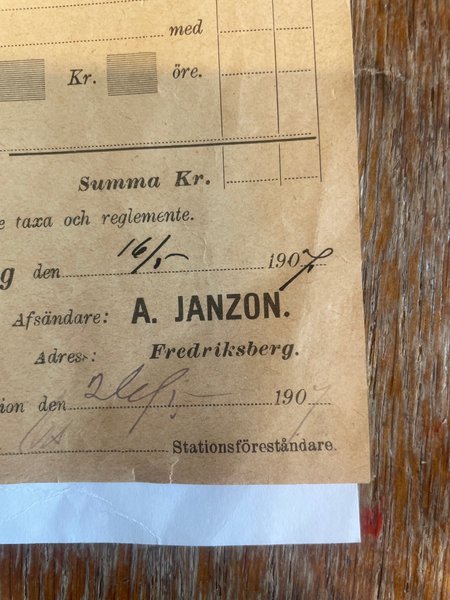 med
Kr. öre.
Summa Kr.
e taxa och reglemente.
g den 16/5 1907
Afsändare: A. JANZON.
Adress: Fredriksberg.
ion den 1907
Stationsföreståndare.